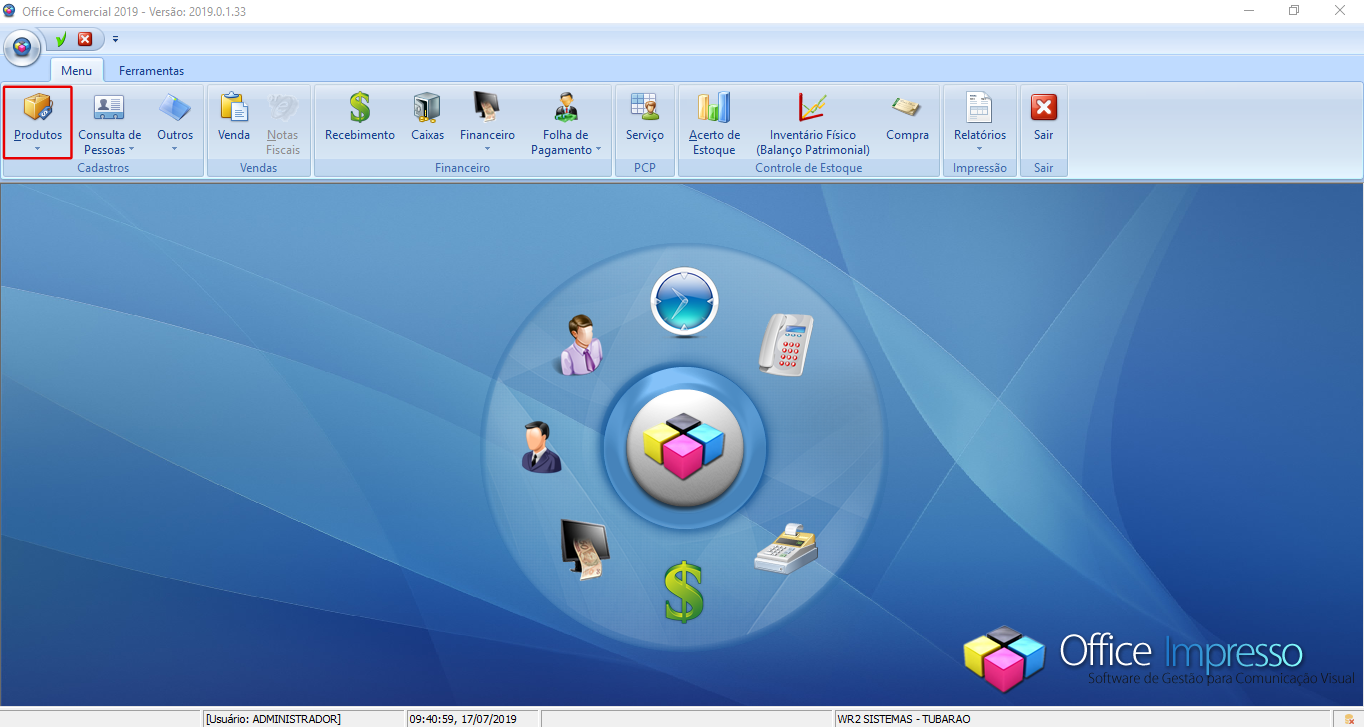 Office Comercial 2019 - Versão: 2019.0.1.33
Menu
Ferramentas
Produtos
Consulta de
Pessoas
Outros
Cadastros
Venda
Notas
Fiscais
Vendas
Recebimento
Caixas
Financeiro
Folha de
Pagamento
Financeiro
Serviço
PCP
Acerto de
Estoque
Inventário Físico
(Balanço Patrimonial)
Compra
Controle de Estoque
Relatórios
Impressão
Sair
Sair
Office Impresso
Software de Gestão para Comunicação Visual
[Usuário: ADMINISTRADOR]
09:40:59, 17/07/2019
WR2 SISTEMAS - TUBARAO